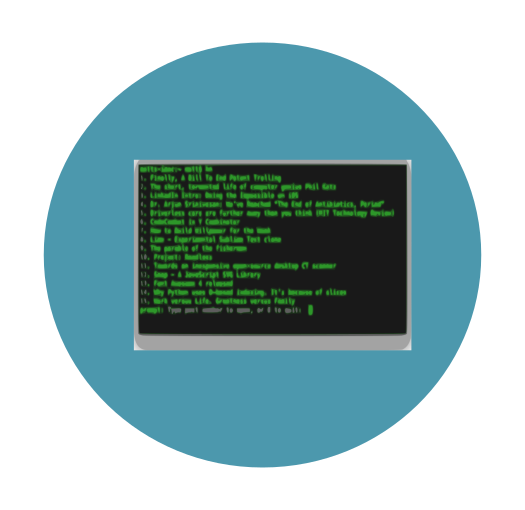 1. Finally, A Bill To End Patent Trolling
2. The short, tormented life of computer genius Phil Katz
3. LinkedIn Intro: Doing the Impossible on iOS
4. Dr. Arjun Srinivasan: We've Reached "The End of Antibiotics, Period"
5. Driverless cars are further away than you think (MIT Technology Review)
6. CodeCombat in Y Combinator
7. How to Build Willpower for the Weak
8. Lime – Experimental Sublime Text clone
9. The parable of the fisherman
10. Project: Readless
11. Towards an inexpensive open-source desktop CT scanner
12. Snap – A JavaScript SVG Library
13. Font Awesome 4 released
14. Why Python uses 0-based indexing. It's because of slices
15. Work versus Life. Greatness versus Family
prompt: Type post number to open, or 0 to quit: